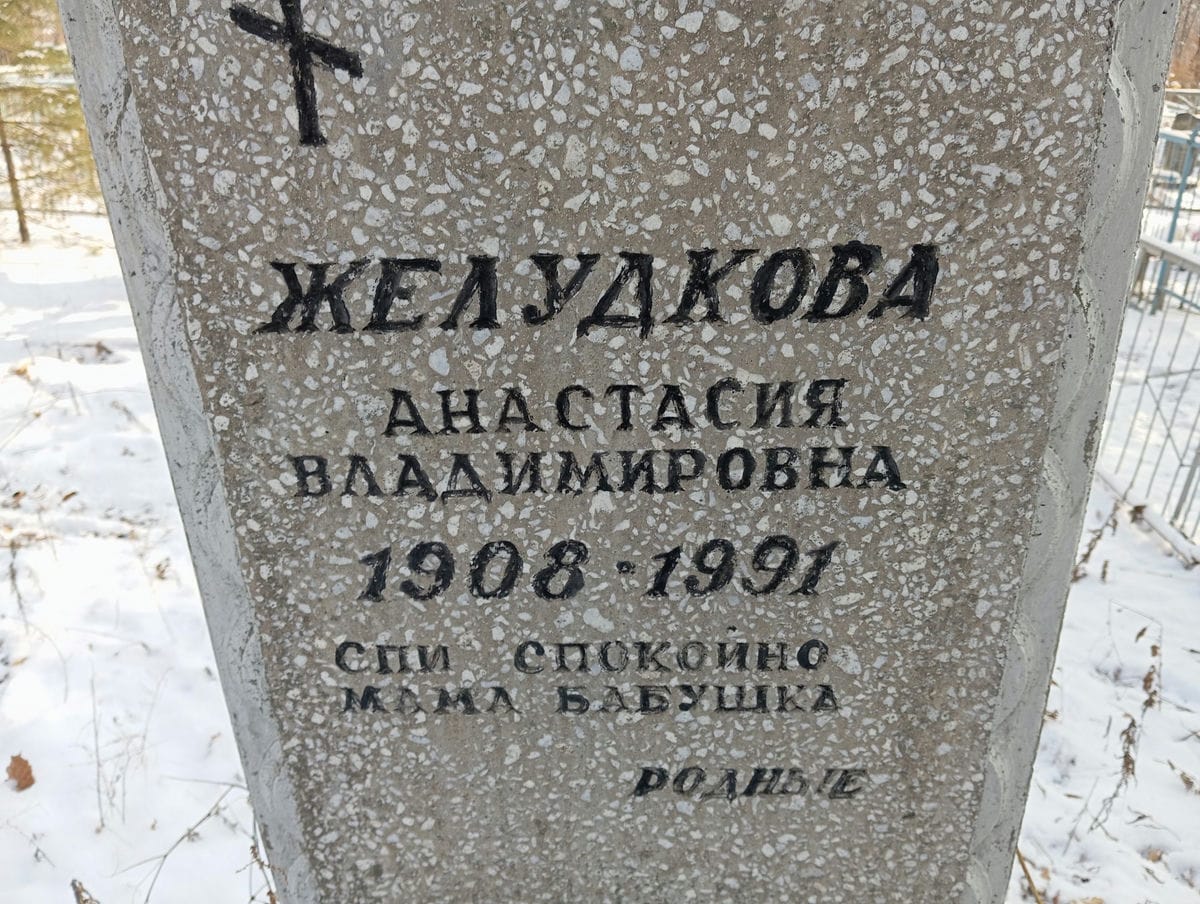 ЖЕЛУДКОВА
АНАСТАСИЯ
ВЛАДИМИРОВНА
1908-1991
СПИ СПОКОЙНО
МАМА БАБУШКА
РОДНЫЕ